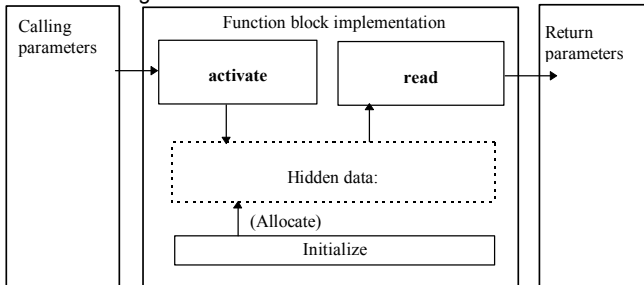 Calling
parameters
Function block implementation
Return
parameters
activate
read
Hidden data:
(Allocate)
Initialize